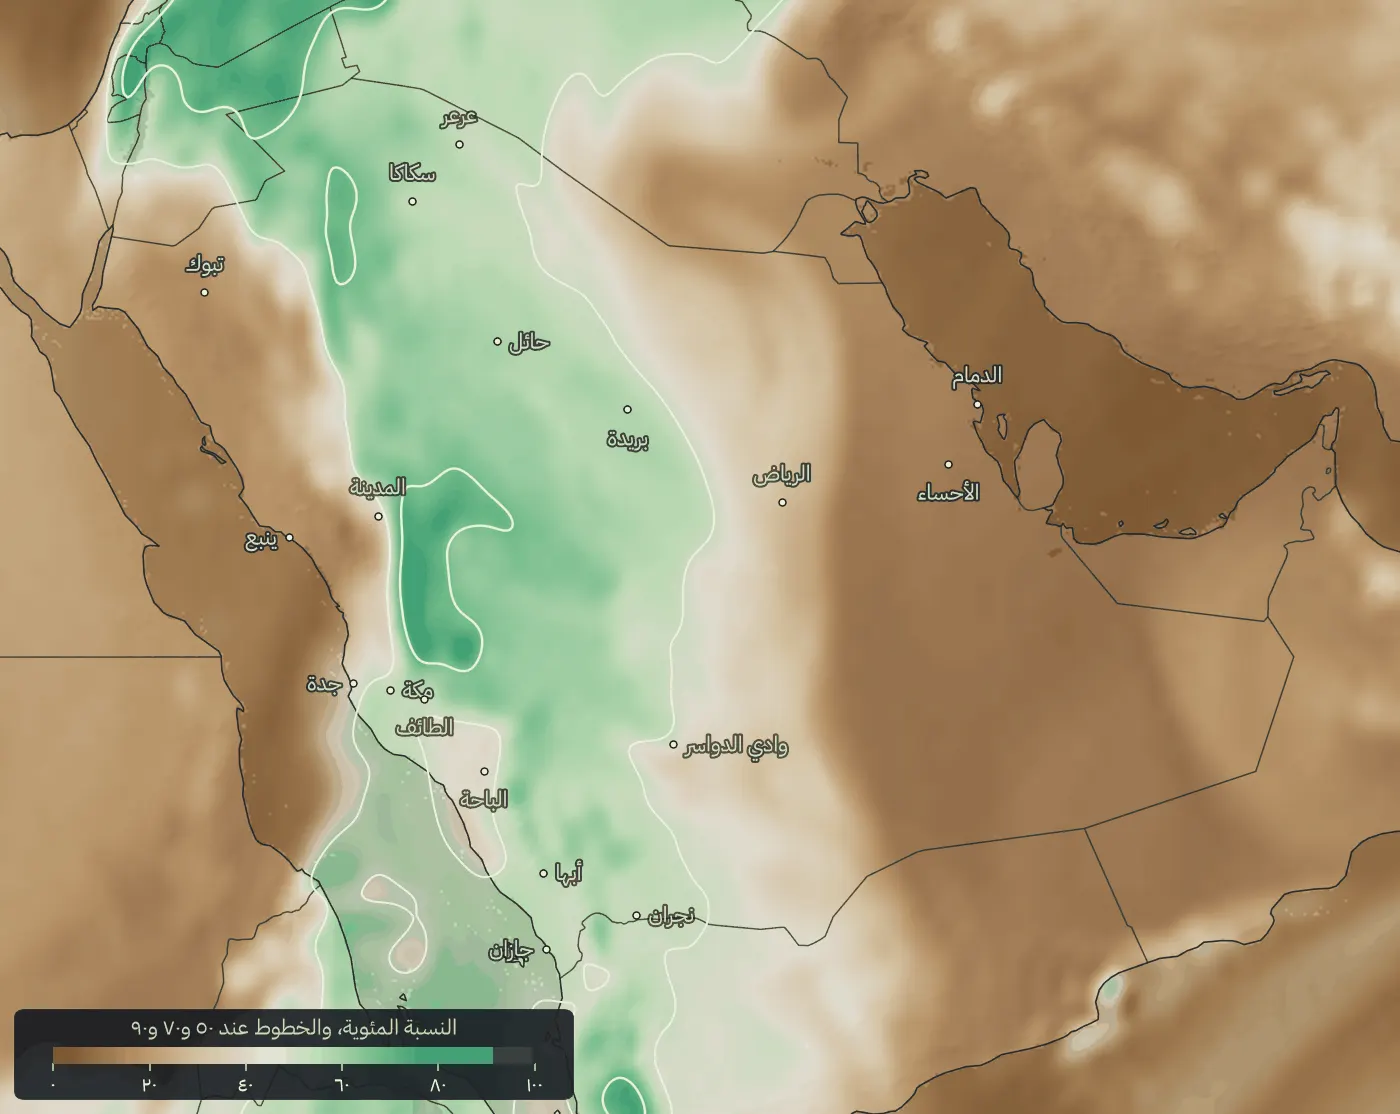 عرعر
سكاكا
تبوك
حائل
الدمام
بريدة
الرياض
المدينة
الأحساء
ينبع
جدة
مكة
الطائف
وادي الدواسر
الباحة
أبها
نجران
جازان
النسبة المئوية، والخطوط عند ٥٠ و٧٠ و٩٠
٠ ٢٠ ٤٠ ٦٠ ٨٠ ١٠٠